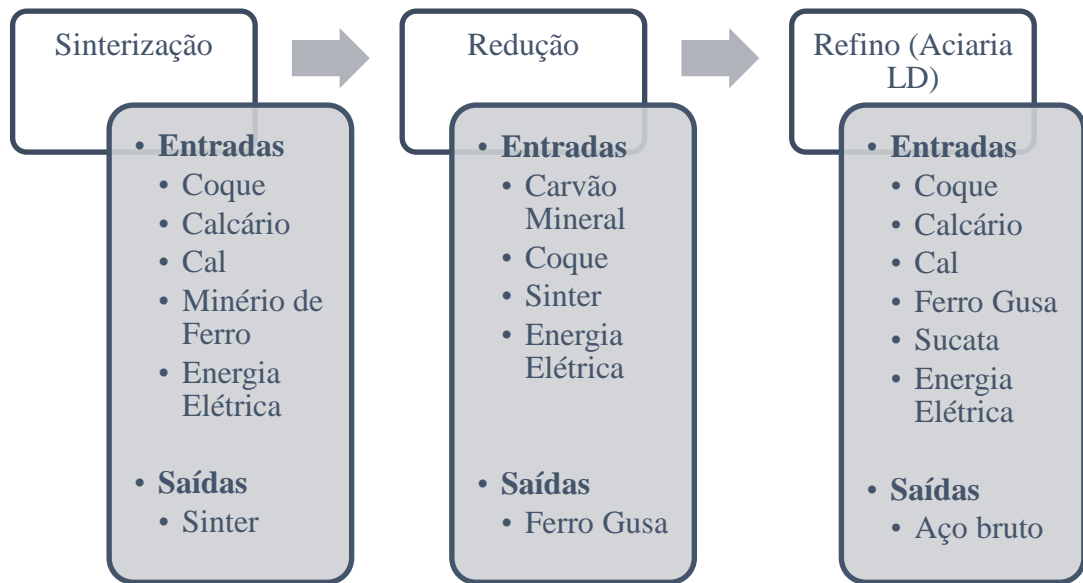 Sinterização
• Entradas
• Coque
• Calcário
• Cal
• Minério de
Ferro
• Energia
Elétrica
• Saídas
• Sinter
Redução
• Entradas
• Carvão
Mineral
• Coque
• Sinter
• Energia
Elétrica
• Saídas
• Ferro Gusa
Refino (Aciaria
LD)
• Entradas
• Coque
• Calcário
• Cal
• Ferro Gusa
• Sucata
• Energia
Elétrica
• Saídas
• Aço bruto